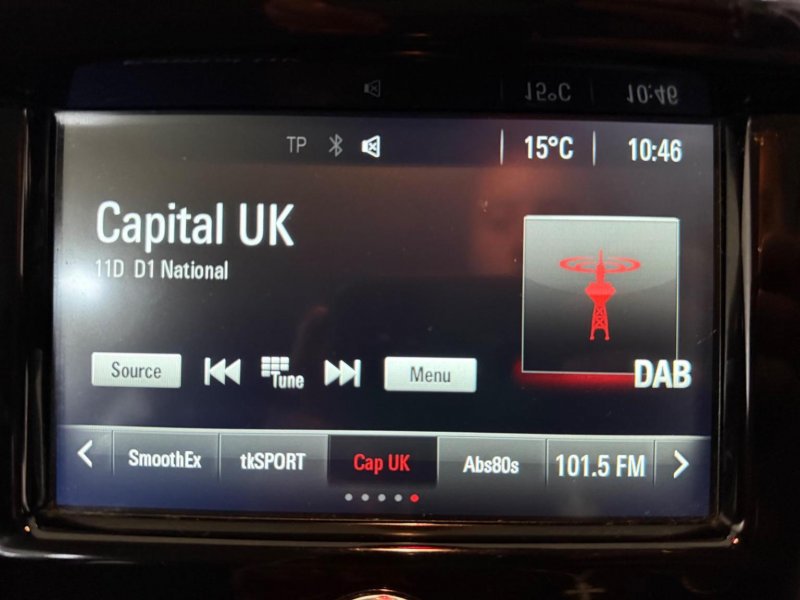 TP 15°C 10:46
Capital UK
11D D1 National
DAB
Source Tune Menu
SmoothEx tkSPORT Cap UK Abs80s 101.5 FM